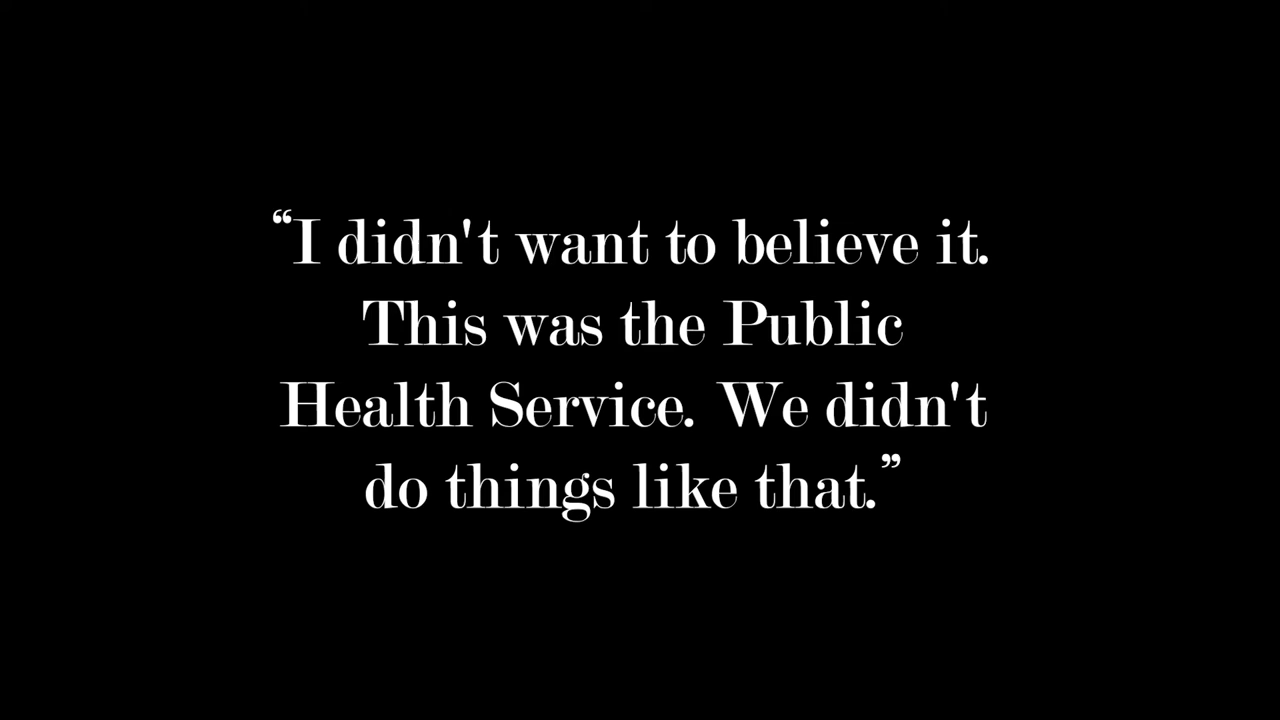 “I didn't want to believe it.
This was the Public
Health Service. We didn't
do things like that.”